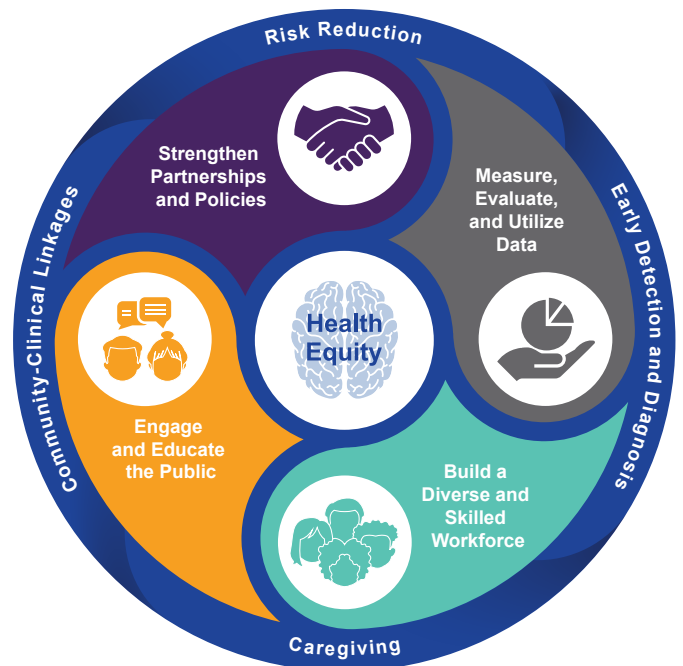 Risk Reduction
Strengthen
Partnerships
and Policies
Measure,
Evaluate,
and Utilize
Data
Early Detection and Diagnosis
Community-Clinical Linkages
Health
Equity
Engage
and Educate
the Public
Build a
Diverse and
Skilled
Workforce
Caregiving